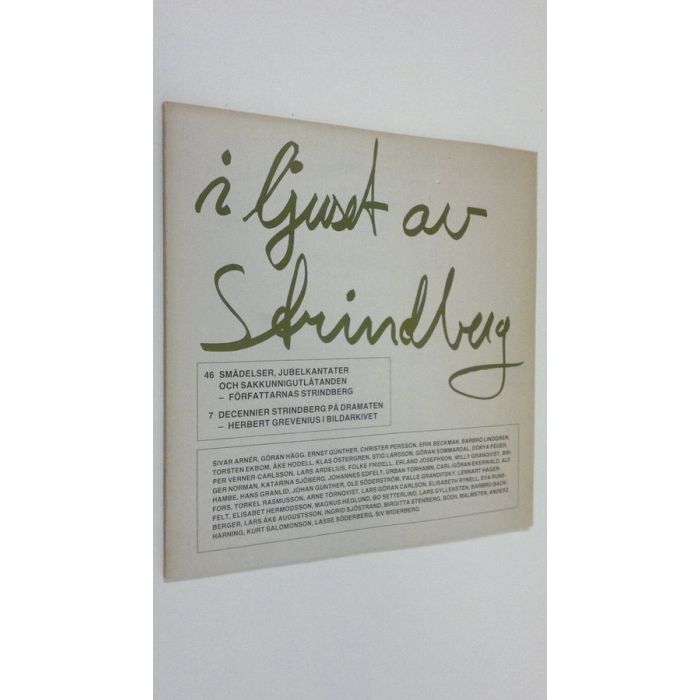 i ljuset av
Strindberg
46 SMÄDELSER, JUBELKANTATER
OCH SAKKUNNIGUTLÅTANDEN
– FÖRFATTARNAS STRINDBERG
7 DECENNIER STRINDBERG PÅ DRAMATEN
– HERBERT GREVENIUS I BILDARKIVET
SIVAR ARNÉR, GÖRAN HÄGG, ERNST GÜNTHER, CHRISTER PERSSON, ERIK BECKMAN, BARBRO LINDGREN,
TORSTEN EKBOM, ÅKE HODELL, KLAS ÖSTERGREN, STIG LARSSON, GÖRAN SOMMARDAL, DONYA FEUER,
PER VERNER-CARLSSON, LARS ARDELIUS, FOLKE FRIDELL, ERLAND JOSEPHSON, WILLY GRANQVIST, BIR-
GER NORMAN, KATARINA SJÖBERG, JOHANNES EDFELT, URBAN TORHAMN, CARL-GÖRAN EKERWALD, ALF
HAMBE, HANS GRANLID, JOHAN GÜNTHER, OLE SÖDERSTRÖM, PALLE GRANDITSKY, LENNART HAGER-
FORS, TORKEL RASMUSSON, ARNE TÖRNQVIST, LARS GÖRAN CARLSON, ELISABETH RYNELL, EVA RUNE-
FELT, ELISABET HERMODSSON, MAGNUS HEDLUND, BO SETTERLIND, LARS GYLLENSTEN, BARBRO BACK-
BERGER, LARS ÅKE AUGUSTSSON, INGRID SJÖSTRAND, BIRGITTA STENBERG, BODIL MALMSTEN, ANDERZ
HARNING, KURT SALOMONSON, LASSE SÖDERBERG, SIV WIDERBERG